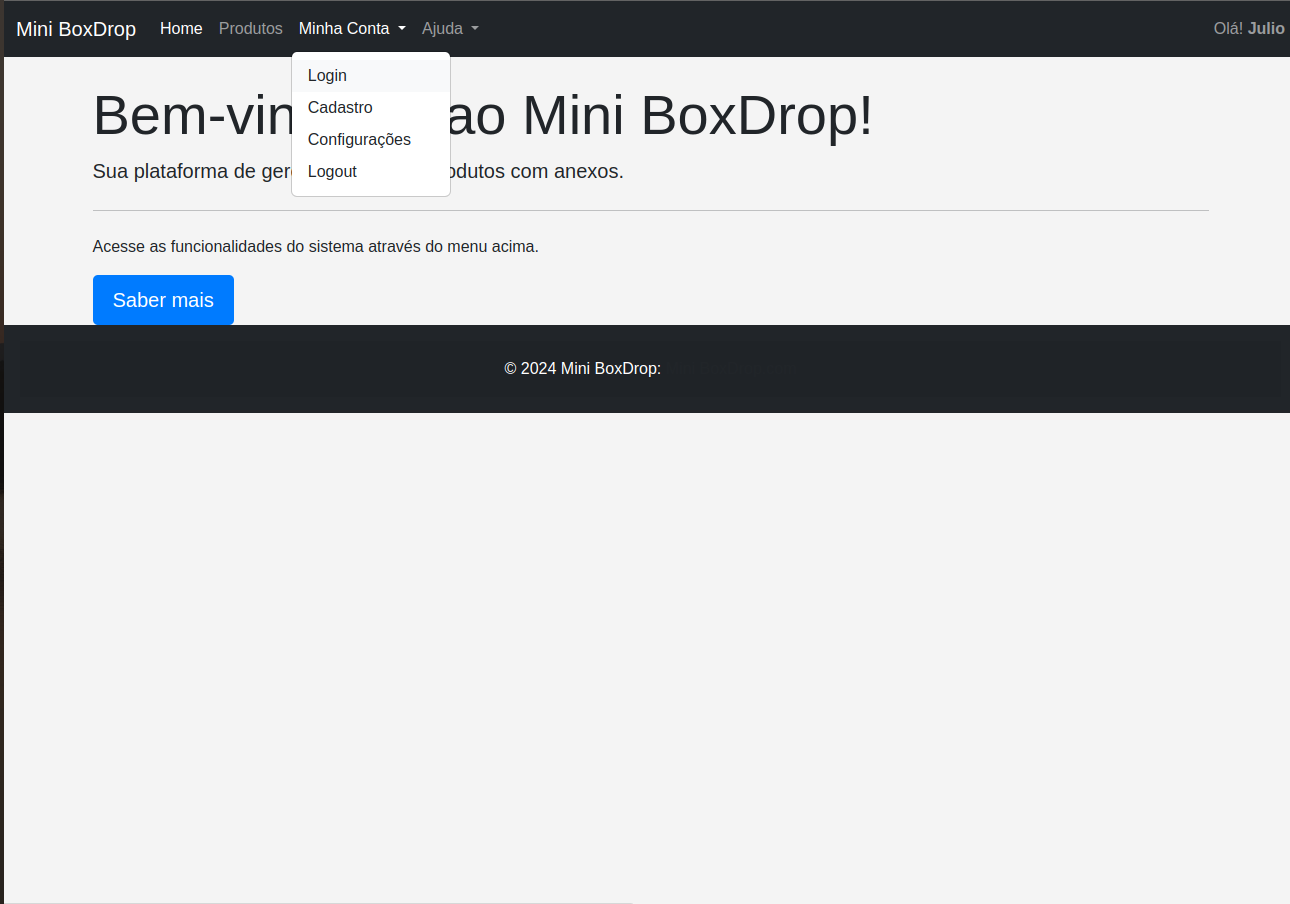 Mini BoxDrop Home Produtos Minha Conta Ajuda Olá! Julio
Login
Cadastro
Configurações
Logout
Bem-vin ao Mini BoxDrop!
Sua plataforma de ger odutos com anexos.
Acesse as funcionalidades do sistema através do menu acima.
Saber mais
© 2024 Mini BoxDrop: